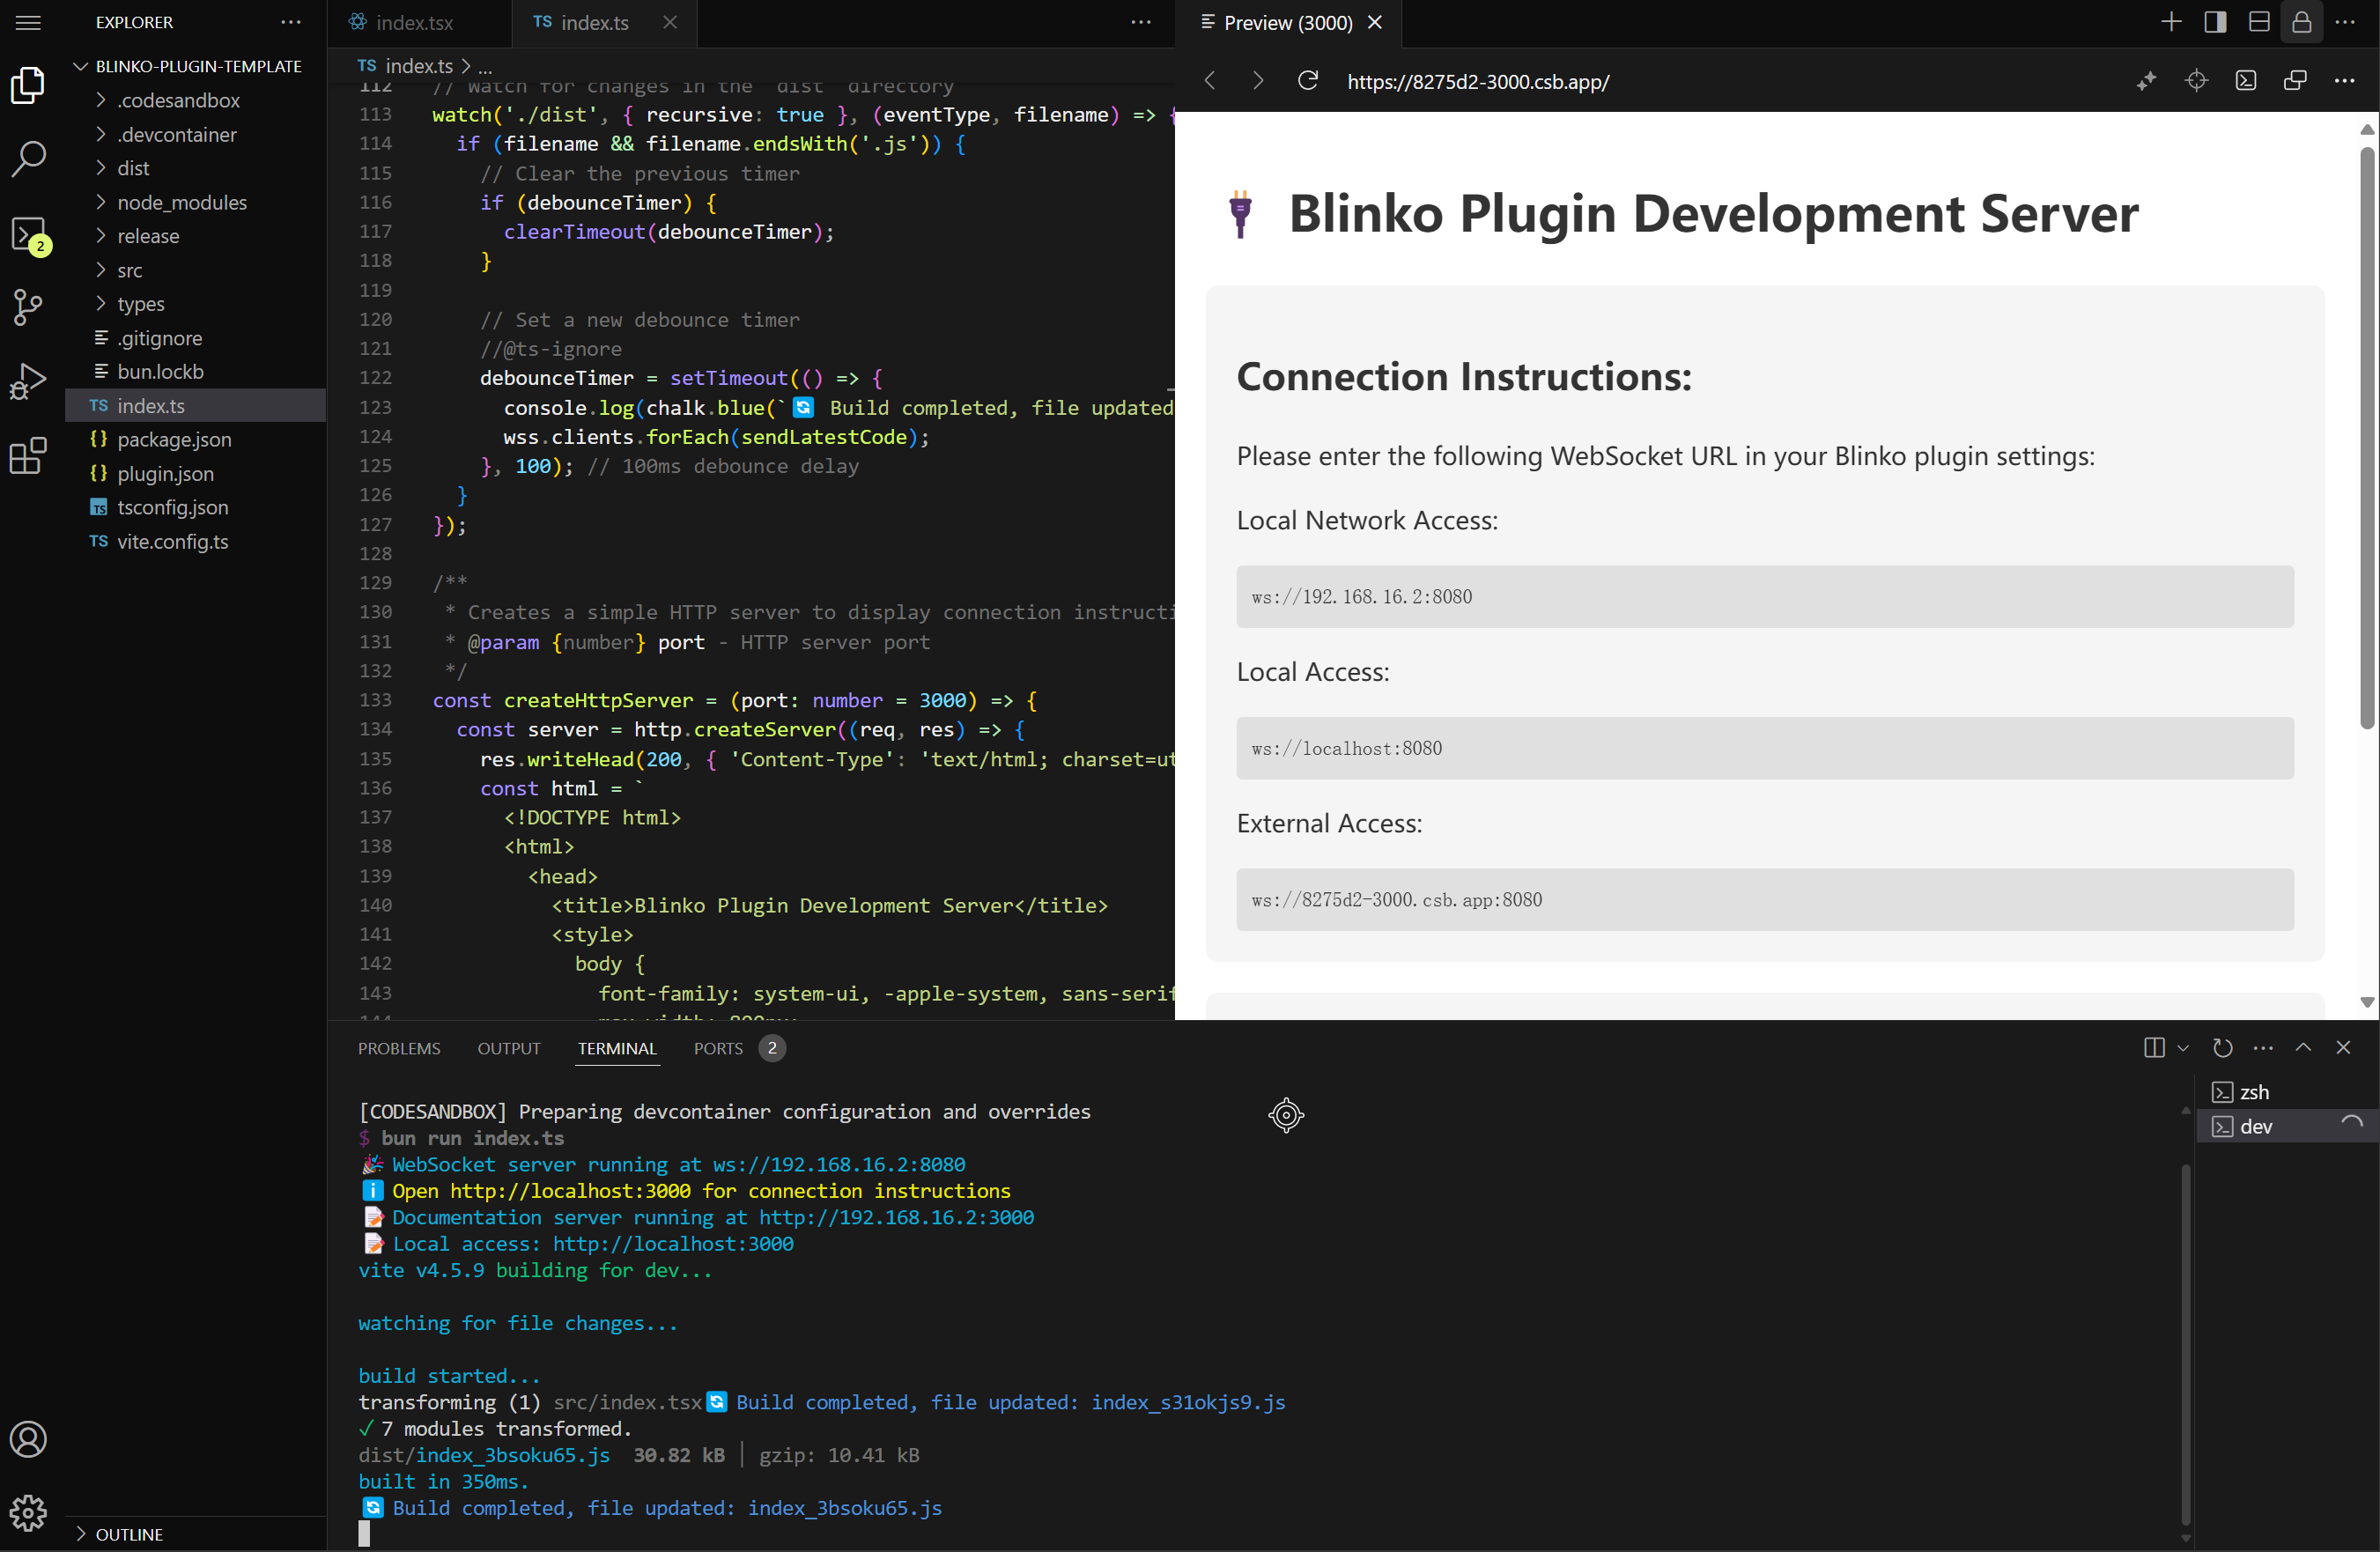 EXPLORER
BLINKO-PLUGIN-TEMPLATE
.codesandbox
.devcontainer
dist
node_modules
release
src
types
.gitignore
bun.lockb
TS index.ts
{} package.json
{} plugin.json
TS tsconfig.json
TS vite.config.ts
OUTLINE
2
index.tsx
TS index.ts
TS index.ts > ...
112 // Watch for changes in the dist directory
113 watch('./dist', { recursive: true }, (eventType, filename) => {
114 if (filename && filename.endsWith('.js')) {
115 // Clear the previous timer
116 if (debounceTimer) {
117 clearTimeout(debounceTimer);
118 }
119
120 // Set a new debounce timer
121 //@ts-ignore
122 debounceTimer = setTimeout(() => {
123 console.log(chalk.blue(`🔄 Build completed, file updated
124 wss.clients.forEach(sendLatestCode);
125 }, 100); // 100ms debounce delay
126 }
127 });
128
129 /**
130 * Creates a simple HTTP server to display connection instructi
131 * @param {number} port - HTTP server port
132 */
133 const createHttpServer = (port: number = 3000) => {
134 const server = http.createServer((req, res) => {
135 res.writeHead(200, { 'Content-Type': 'text/html; charset=ut
136 const html = `
137 <!DOCTYPE html>
138 <html>
139 <head>
140 <title>Blinko Plugin Development Server</title>
141 <style>
142 body {
143 font-family: system-ui, -apple-system, sans-serif
Preview (3000)
https://8275d2-3000.csb.app/
🔌 Blinko Plugin Development Server
Connection Instructions:
Please enter the following WebSocket URL in your Blinko plugin settings:
Local Network Access:
ws://192.168.16.2:8080
Local Access:
ws://localhost:8080
External Access:
ws://8275d2-3000.csb.app:8080
PROBLEMS OUTPUT TERMINAL PORTS 2
[CODESANDBOX] Preparing devcontainer configuration and overrides
$ bun run index.ts
🎉 WebSocket server running at ws://192.168.16.2:8080
ℹ️ Open http://localhost:3000 for connection instructions
📝 Documentation server running at http://192.168.16.2:3000
📝 Local access: http://localhost:3000
vite v4.5.9 building for dev...
watching for file changes...
build started...
transforming (1) src/index.tsx🔄 Build completed, file updated: index_s31okjs9.js
✓ 7 modules transformed.
dist/index_3bsoku65.js 30.82 kB │ gzip: 10.41 kB
built in 350ms.
🔄 Build completed, file updated: index_3bsoku65.js
zsh
dev